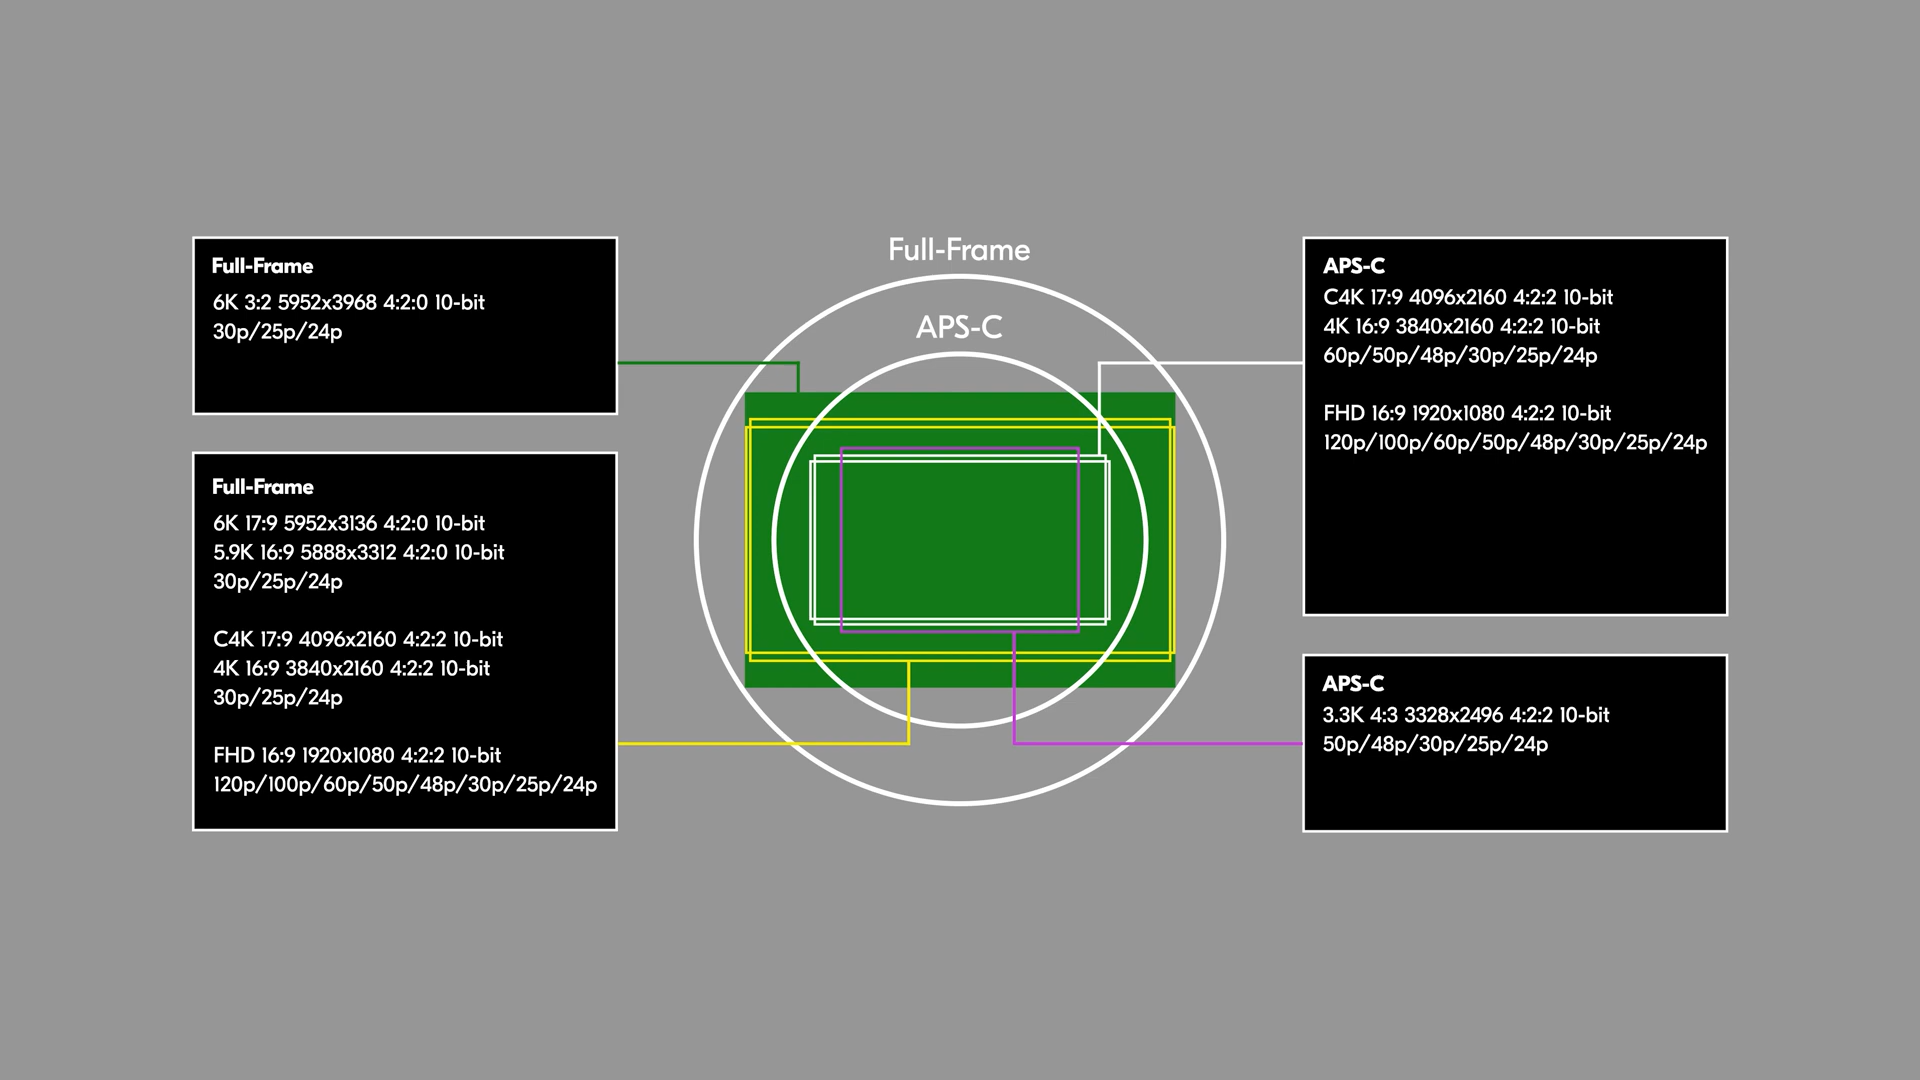 Full-Frame
6K 3:2 5952x3968 4:2:0 10-bit
30p/25p/24p
Full-Frame
6K 17:9 5952x3136 4:2:0 10-bit
5.9K 16:9 5888x3312 4:2:0 10-bit
30p/25p/24p
C4K 17:9 4096x2160 4:2:2 10-bit
4K 16:9 3840x2160 4:2:2 10-bit
30p/25p/24p
FHD 16:9 1920x1080 4:2:2 10-bit
120p/100p/60p/50p/48p/30p/25p/24p
Full-Frame
APS-C
APS-C
C4K 17:9 4096x2160 4:2:2 10-bit
4K 16:9 3840x2160 4:2:2 10-bit
60p/50p/48p/30p/25p/24p
FHD 16:9 1920x1080 4:2:2 10-bit
120p/100p/60p/50p/48p/30p/25p/24p
APS-C
3.3K 4:3 3328x2496 4:2:2 10-bit
50p/48p/30p/25p/24p